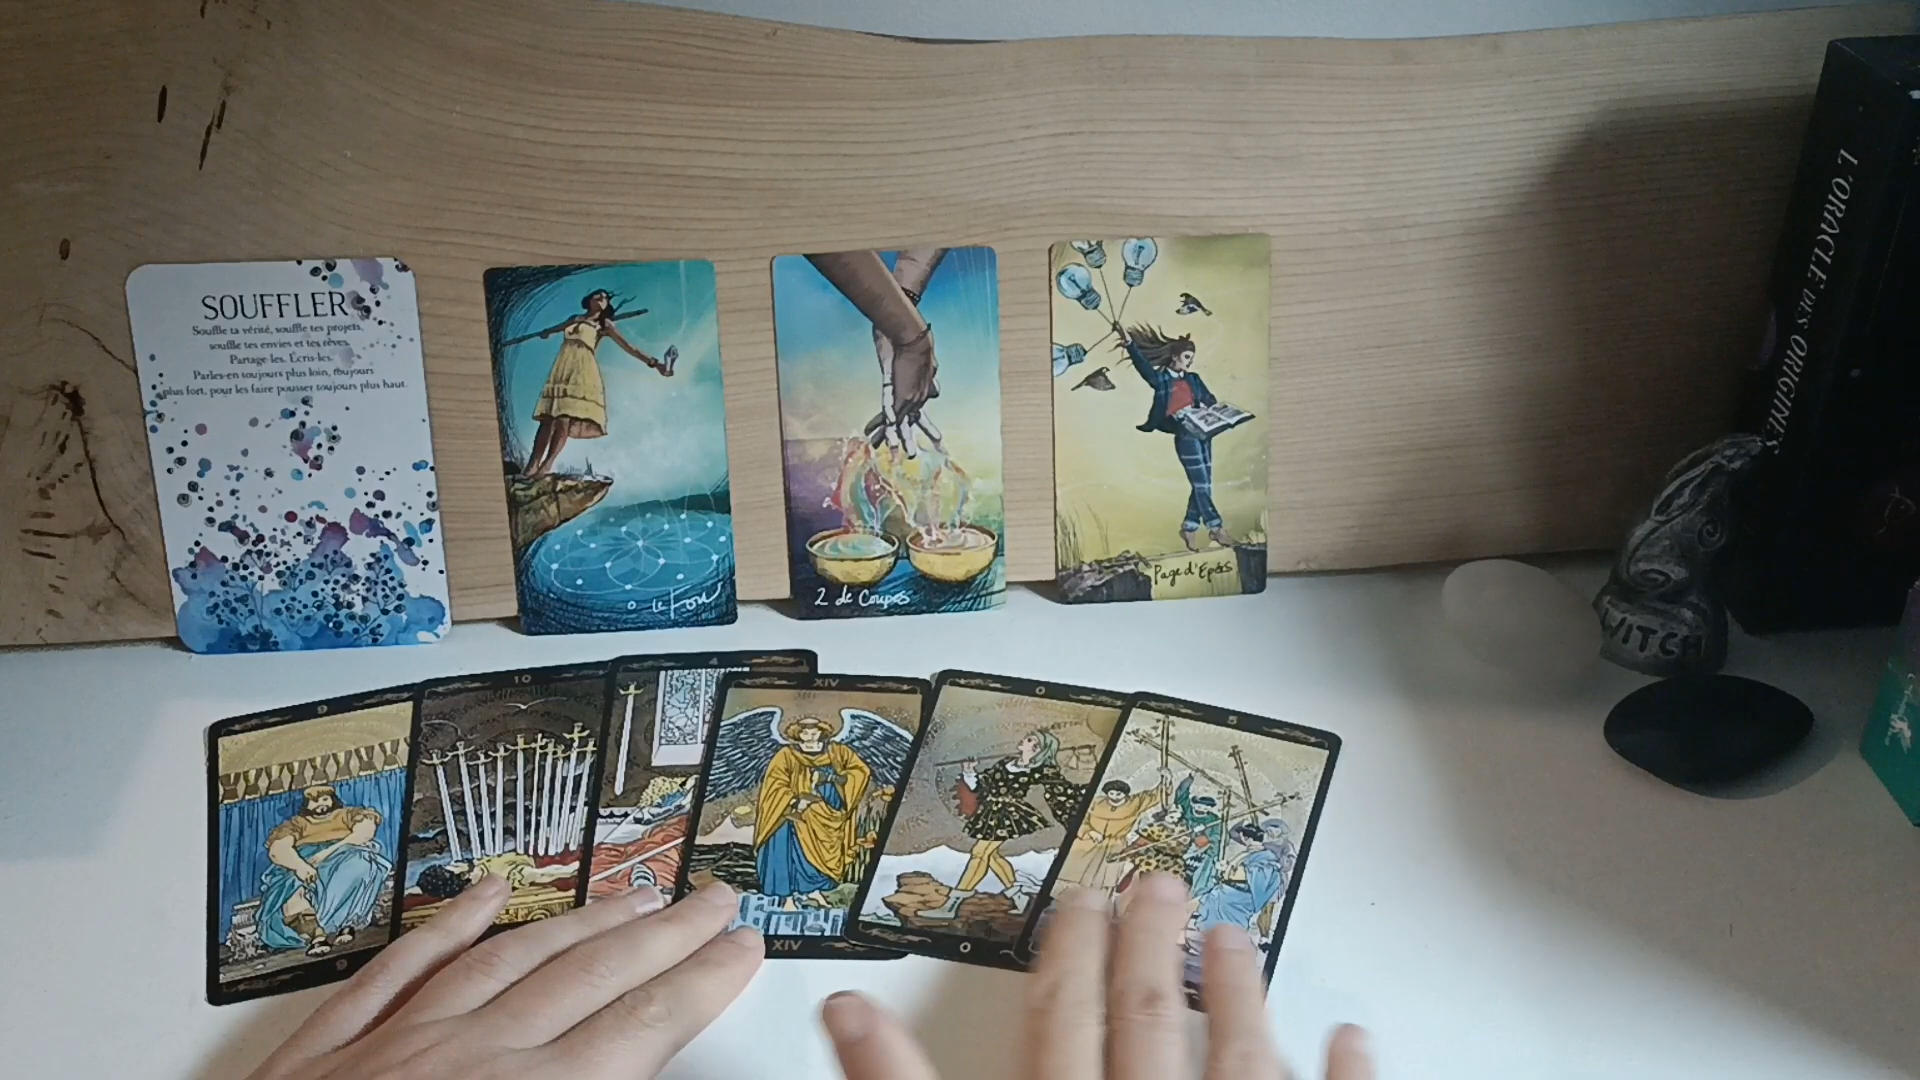 SOUFFLER
Souffle ta vérité, souffle tes projets,
souffle tes envies et tes rêves.
Partage-les. Écris-les.
Parles-en toujours plus loin, toujours
plus fort, pour les faire pousser toujours plus haut.
0 le Fou
2 de Coupes
Page d'Epées
L'ORACLE DES ORIGINES
WITCH
9
10
4
XIV
0
5
9
XIV
0